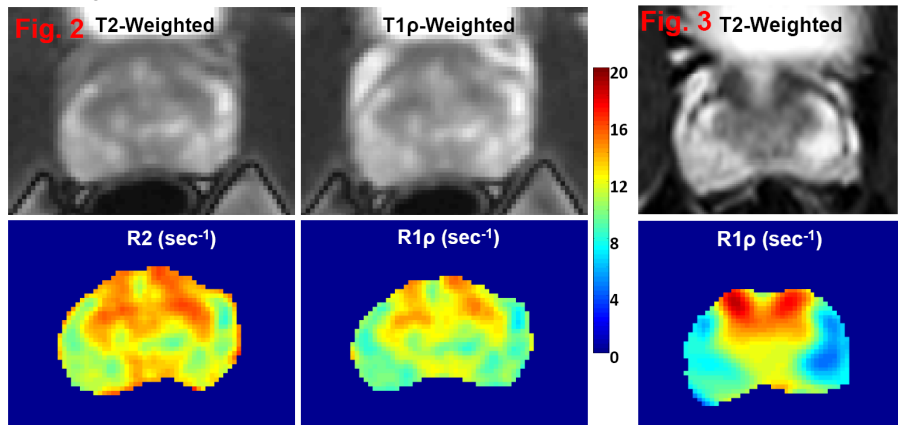 Fig. 2 T2-Weighted
T1ρ-Weighted
Fig. 3 T2-Weighted
20
16
12
8
4
0
R2 (sec⁻¹)
R1ρ (sec⁻¹)
R1ρ (sec⁻¹)